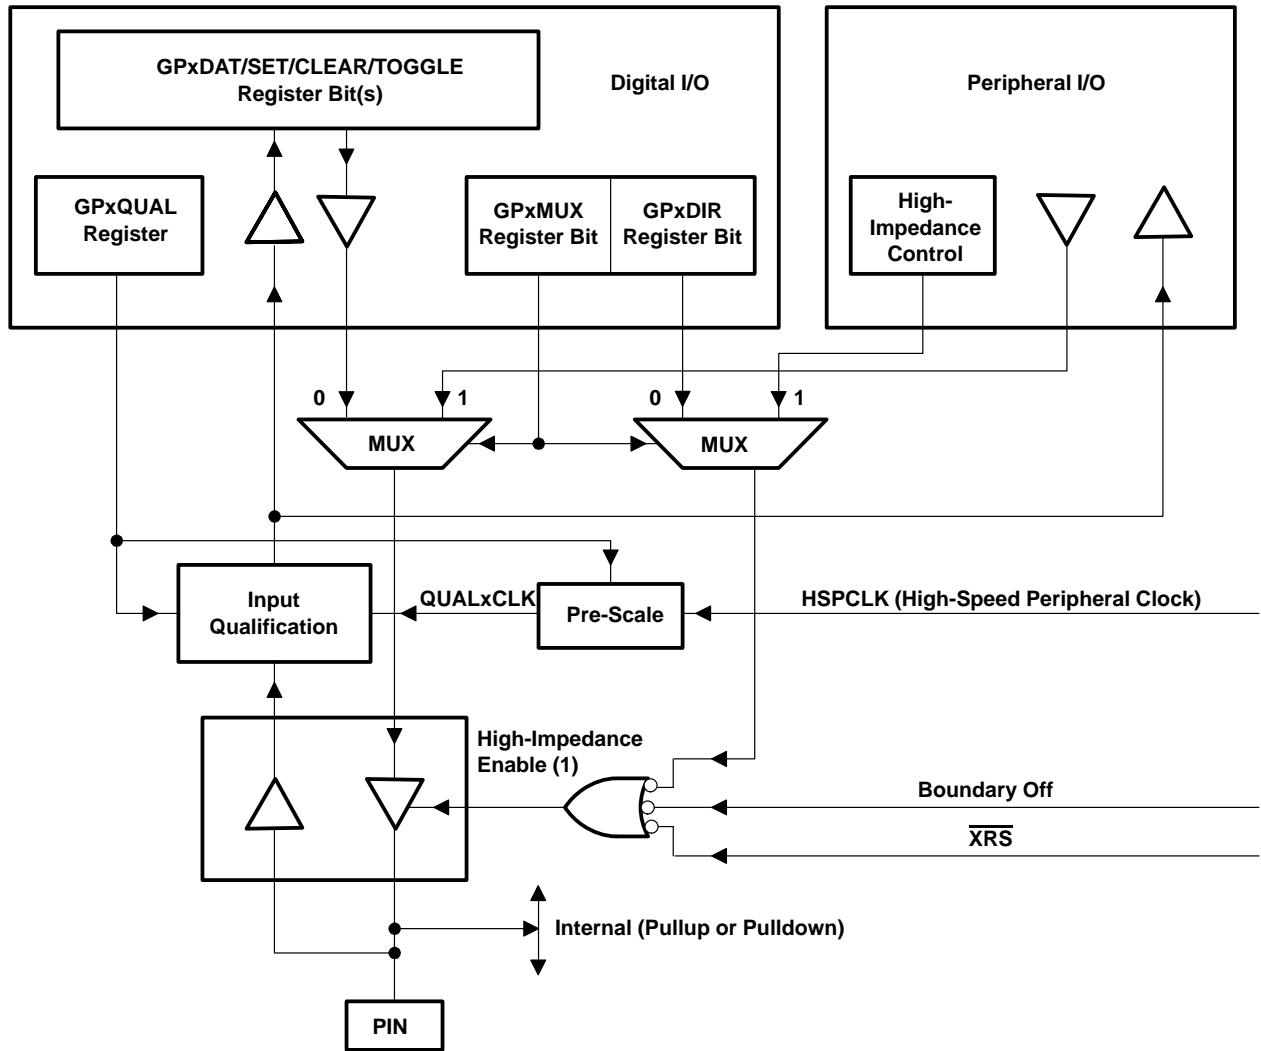 GPxDAT/SET/CLEAR/TOGGLE
Register Bit(s)
Digital I/O
Peripheral I/O
GPxQUAL
Register
GPxMUX
Register Bit
GPxDIR
Register Bit
High-
Impedance
Control
0
1
0
1
MUX
MUX
Input
Qualification
QUALxCLK
Pre-Scale
HSPCLK (High-Speed Peripheral Clock)
High-Impedance
Enable (1)
Boundary Off
XRS
Internal (Pullup or Pulldown)
PIN